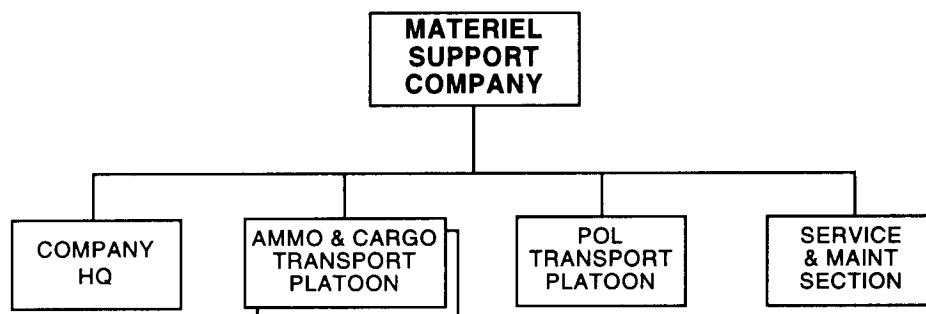 MATERIEL
SUPPORT
COMPANY
COMPANY
HQ
AMMO & CARGO
TRANSPORT
PLATOON
POL
TRANSPORT
PLATOON
SERVICE
& MAINT
SECTION